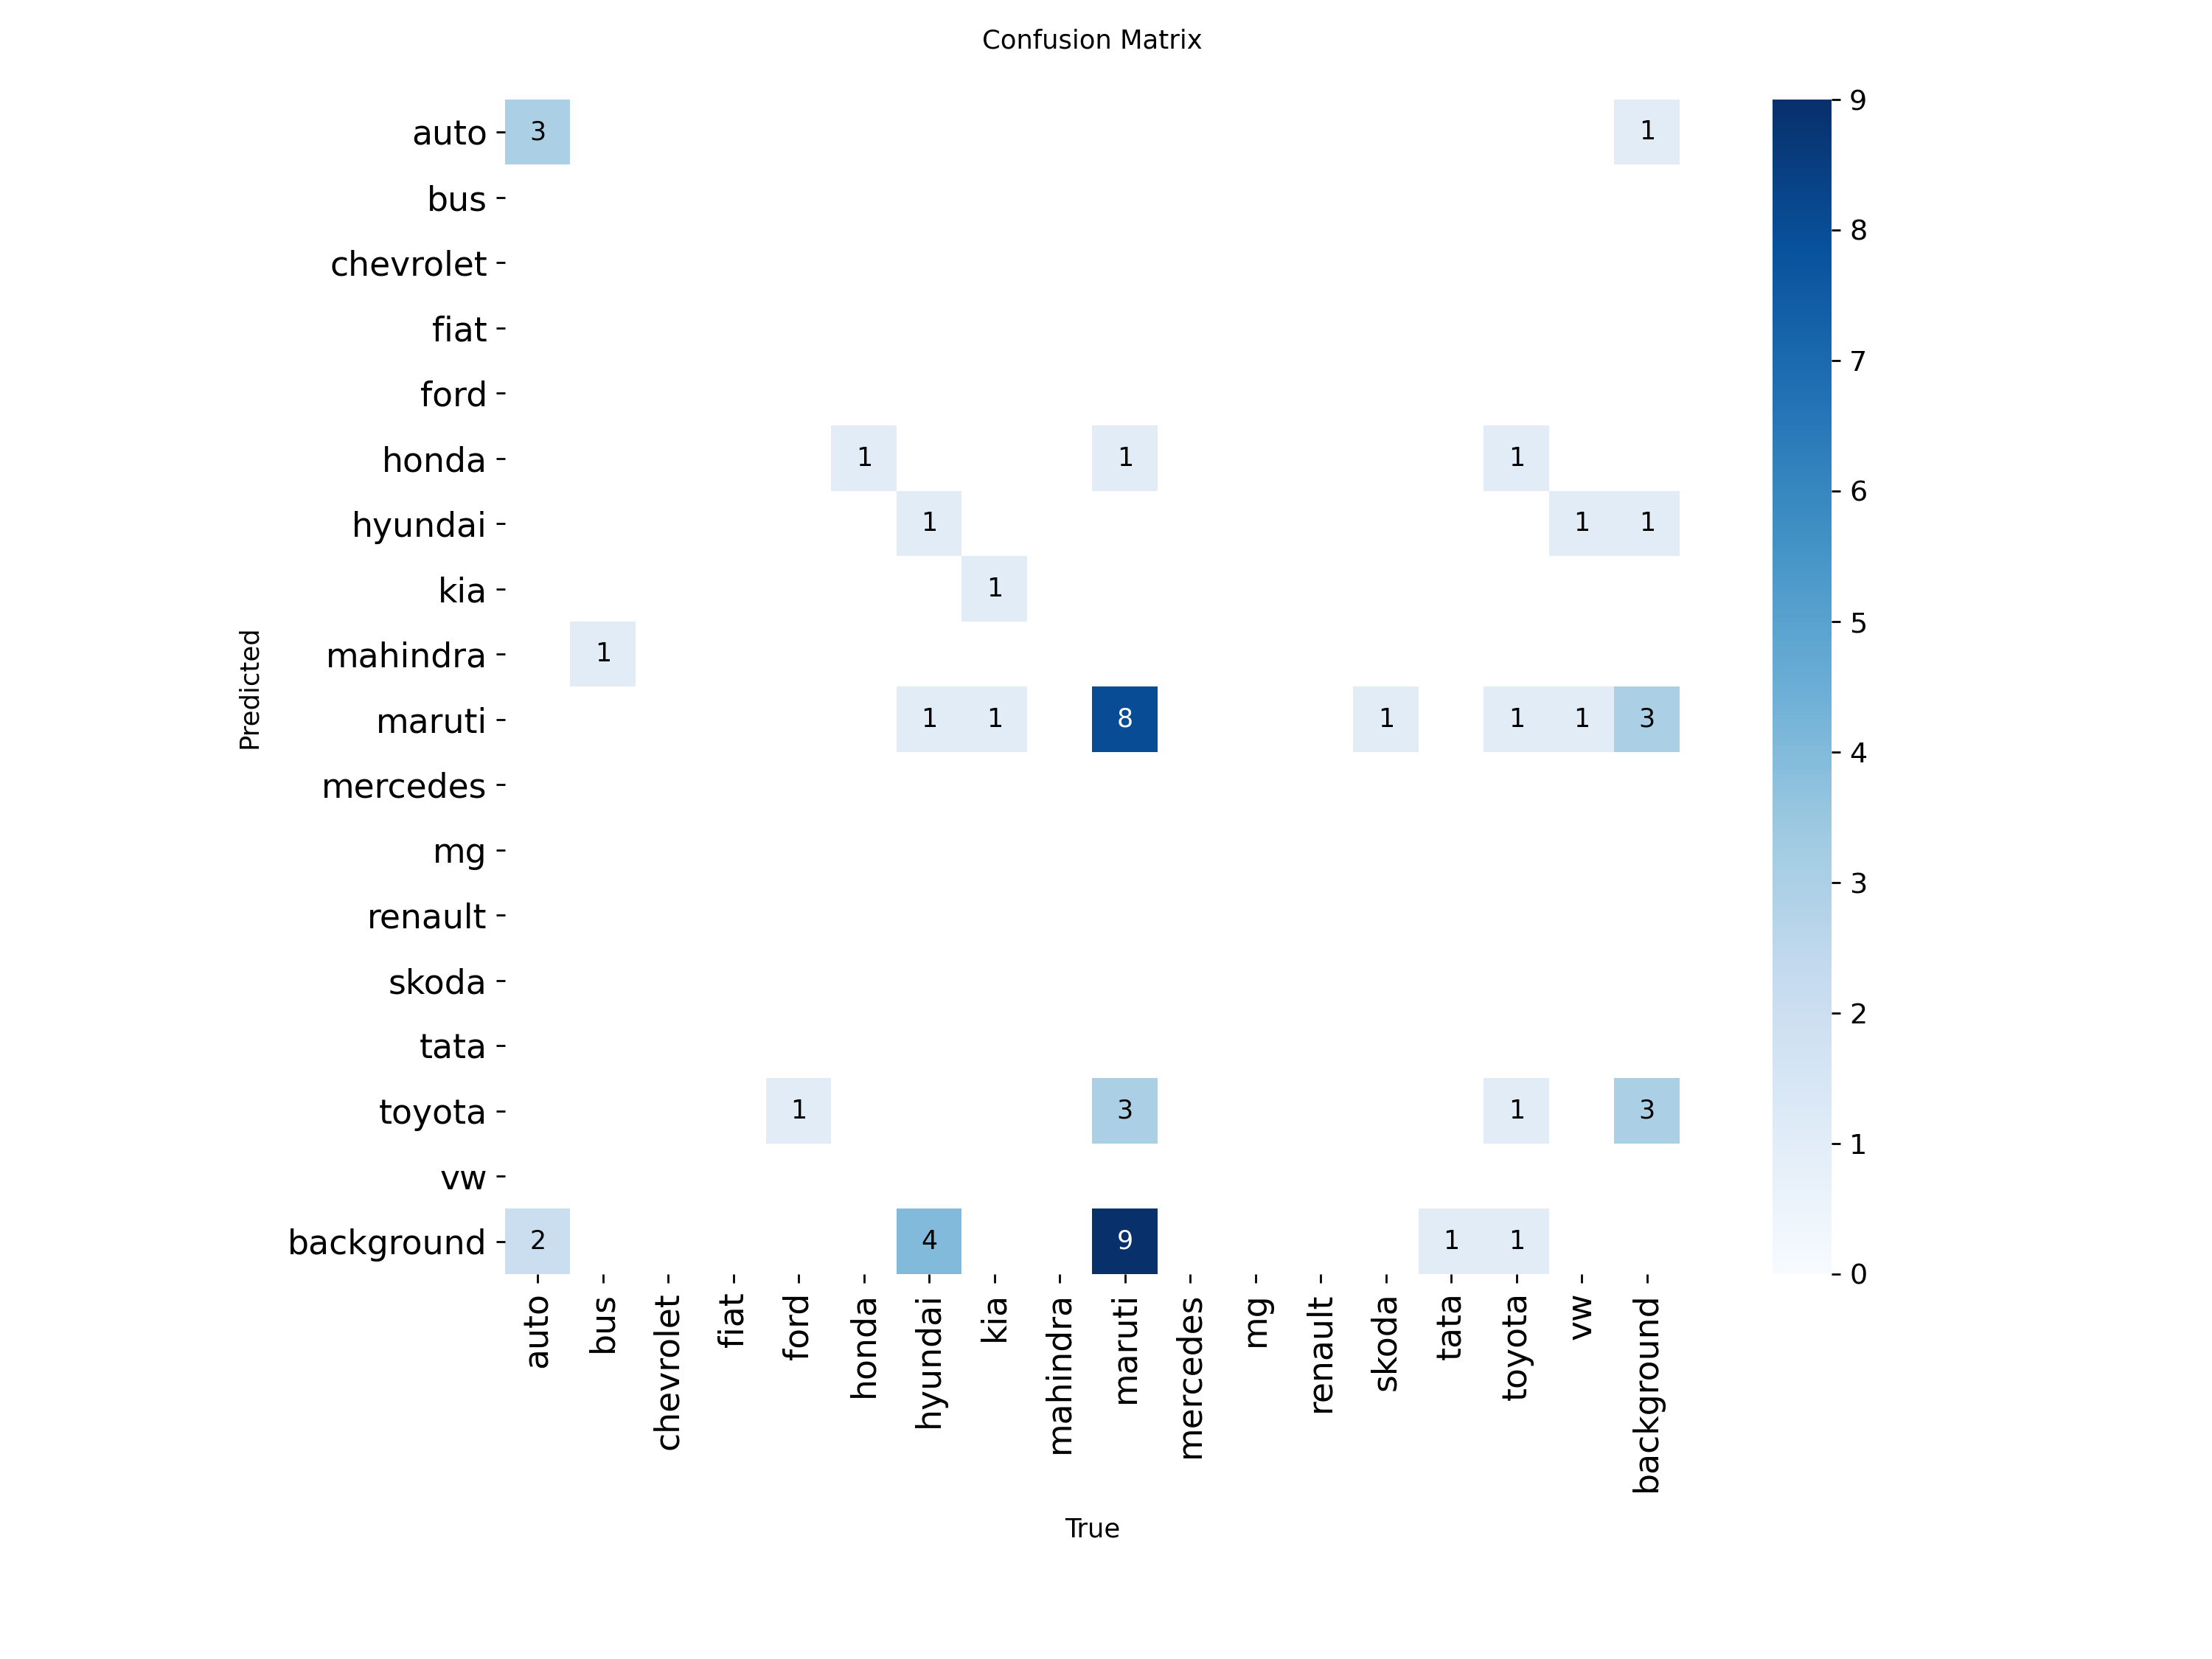 Confusion Matrix
auto 3 1 9
bus 8
chevrolet
fiat 7
ford
honda 1 1 1 6
hyundai 1 1 1
kia 1 5
mahindra 1
maruti 1 1 8 1 1 1 3
mercedes 4
mg
renault 3
skoda
tata 2
toyota 1 3 1 3 1
vw
background 2 4 9 1 1 0
Predicted
auto bus chevrolet fiat ford honda hyundai kia mahindra maruti mercedes mg renault skoda tata toyota vw background
True